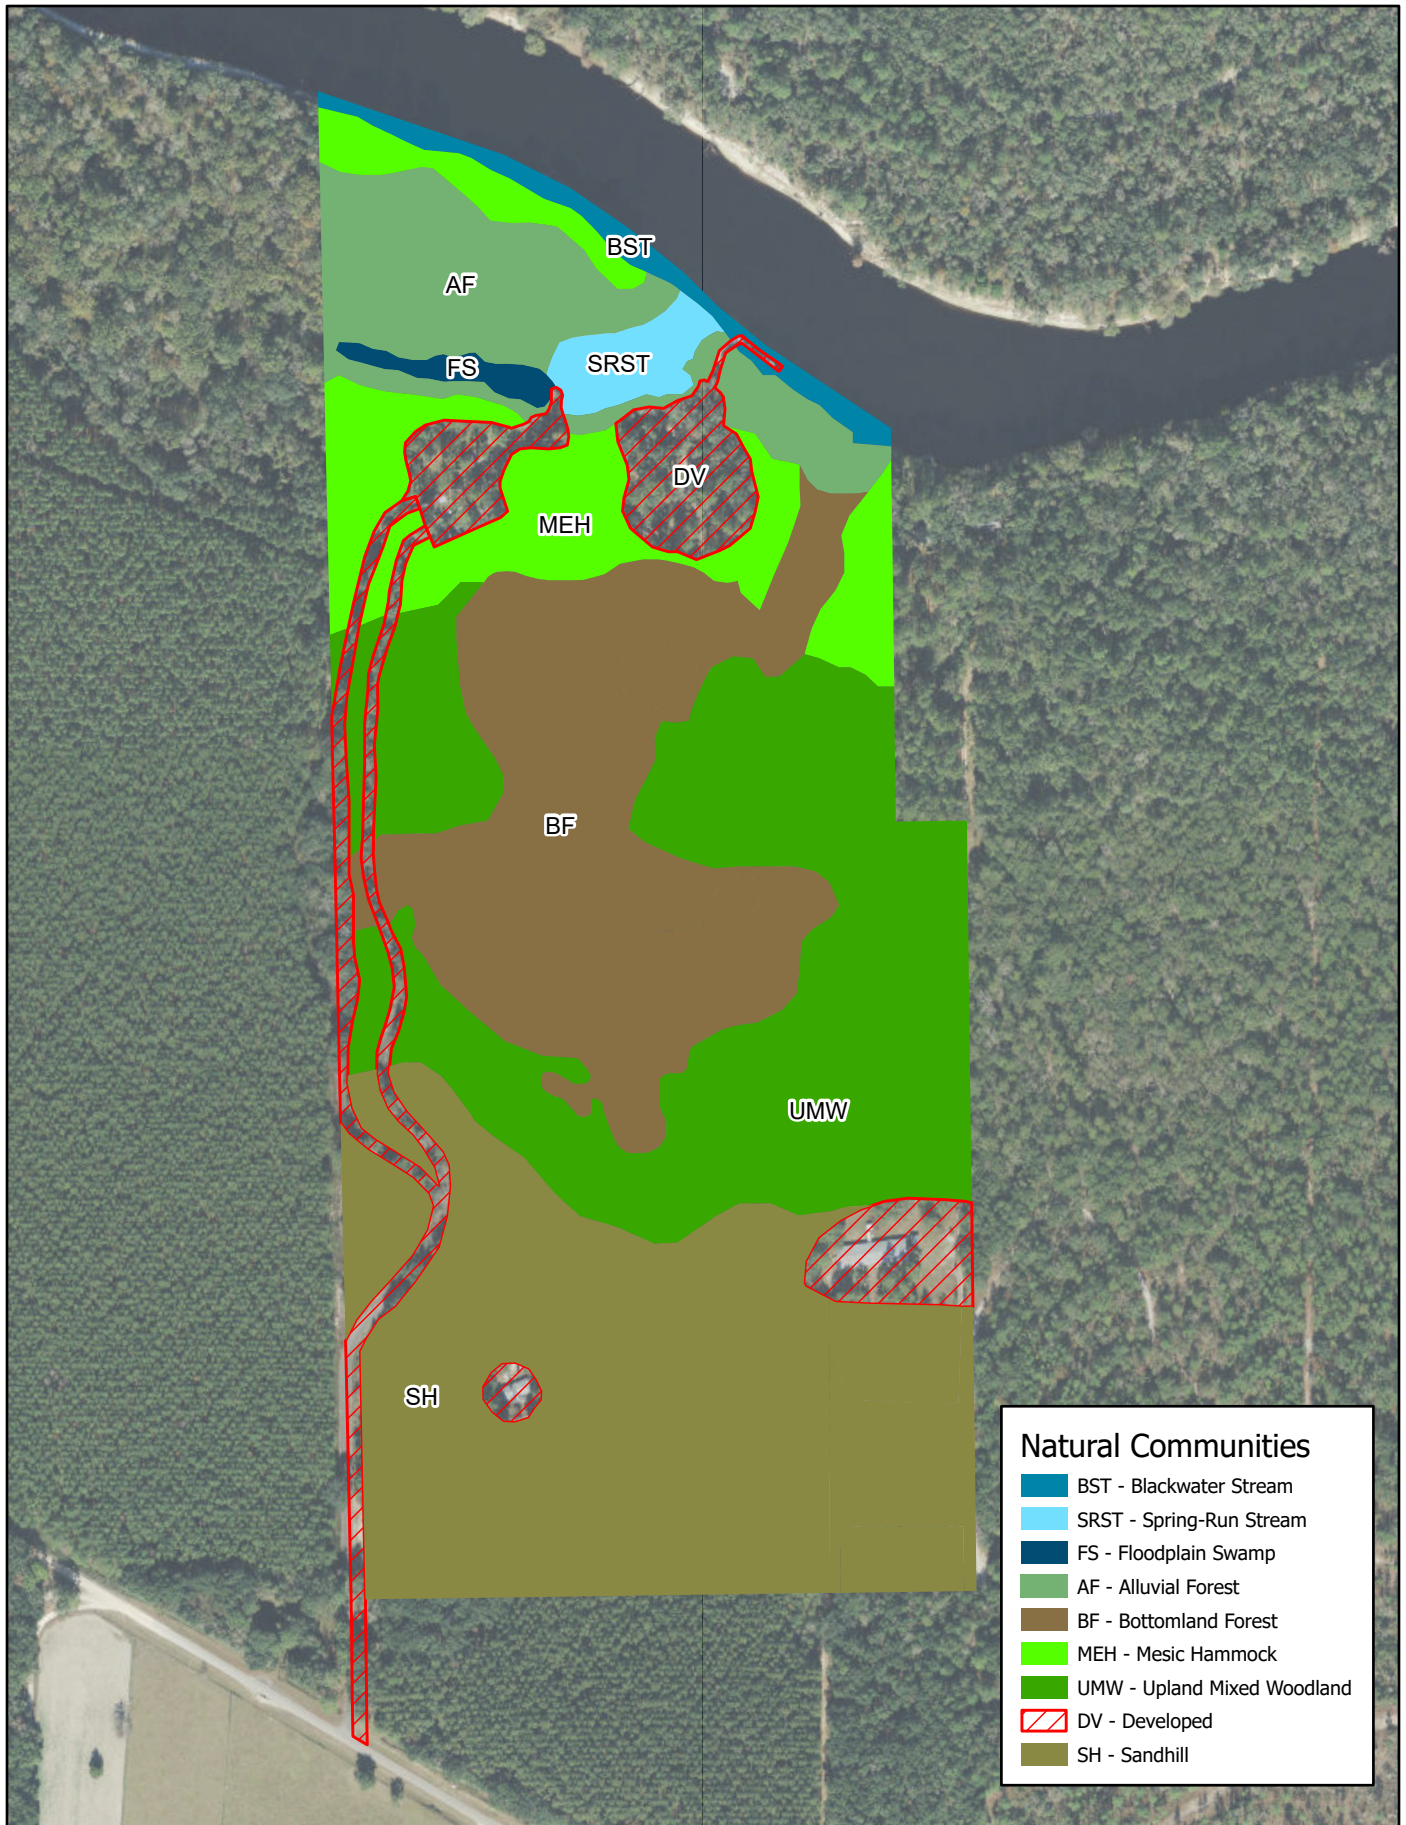 BST
AF
SRST
FS
DV
MEH
BF
UMW
SH
Natural Communities
BST - Blackwater Stream
SRST - Spring-Run Stream
FS - Floodplain Swamp
AF - Alluvial Forest
BF - Bottomland Forest
MEH - Mesic Hammock
UMW - Upland Mixed Woodland
DV - Developed
SH - Sandhill